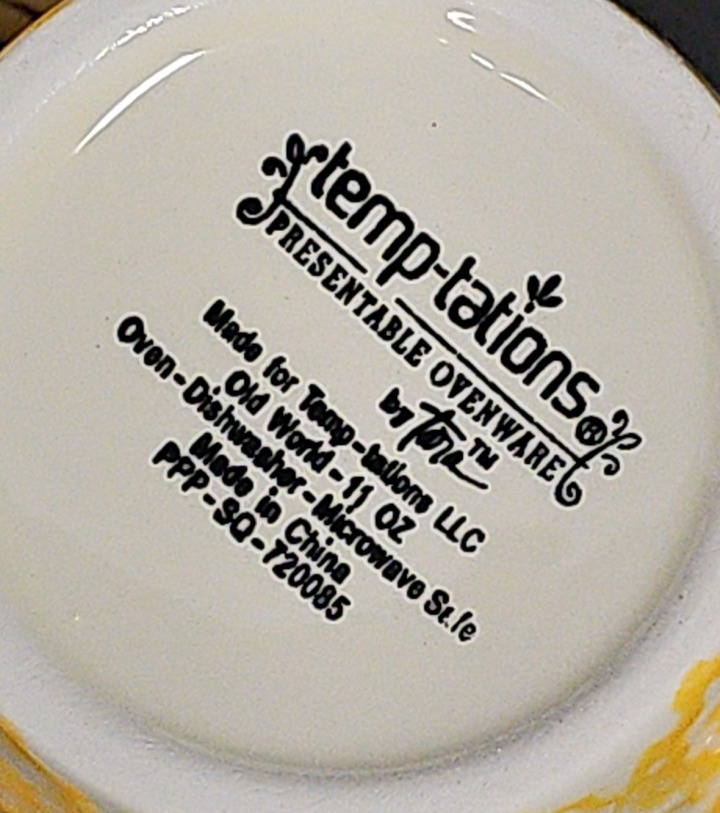 temp-tations®
PRESENTABLE OVENWARE
by Tara™
Made for Temp-tations LLC
Old World - 11 OZ
Oven-Dishwasher-Microwave Safe
Made in China
PPP-SQ-720085